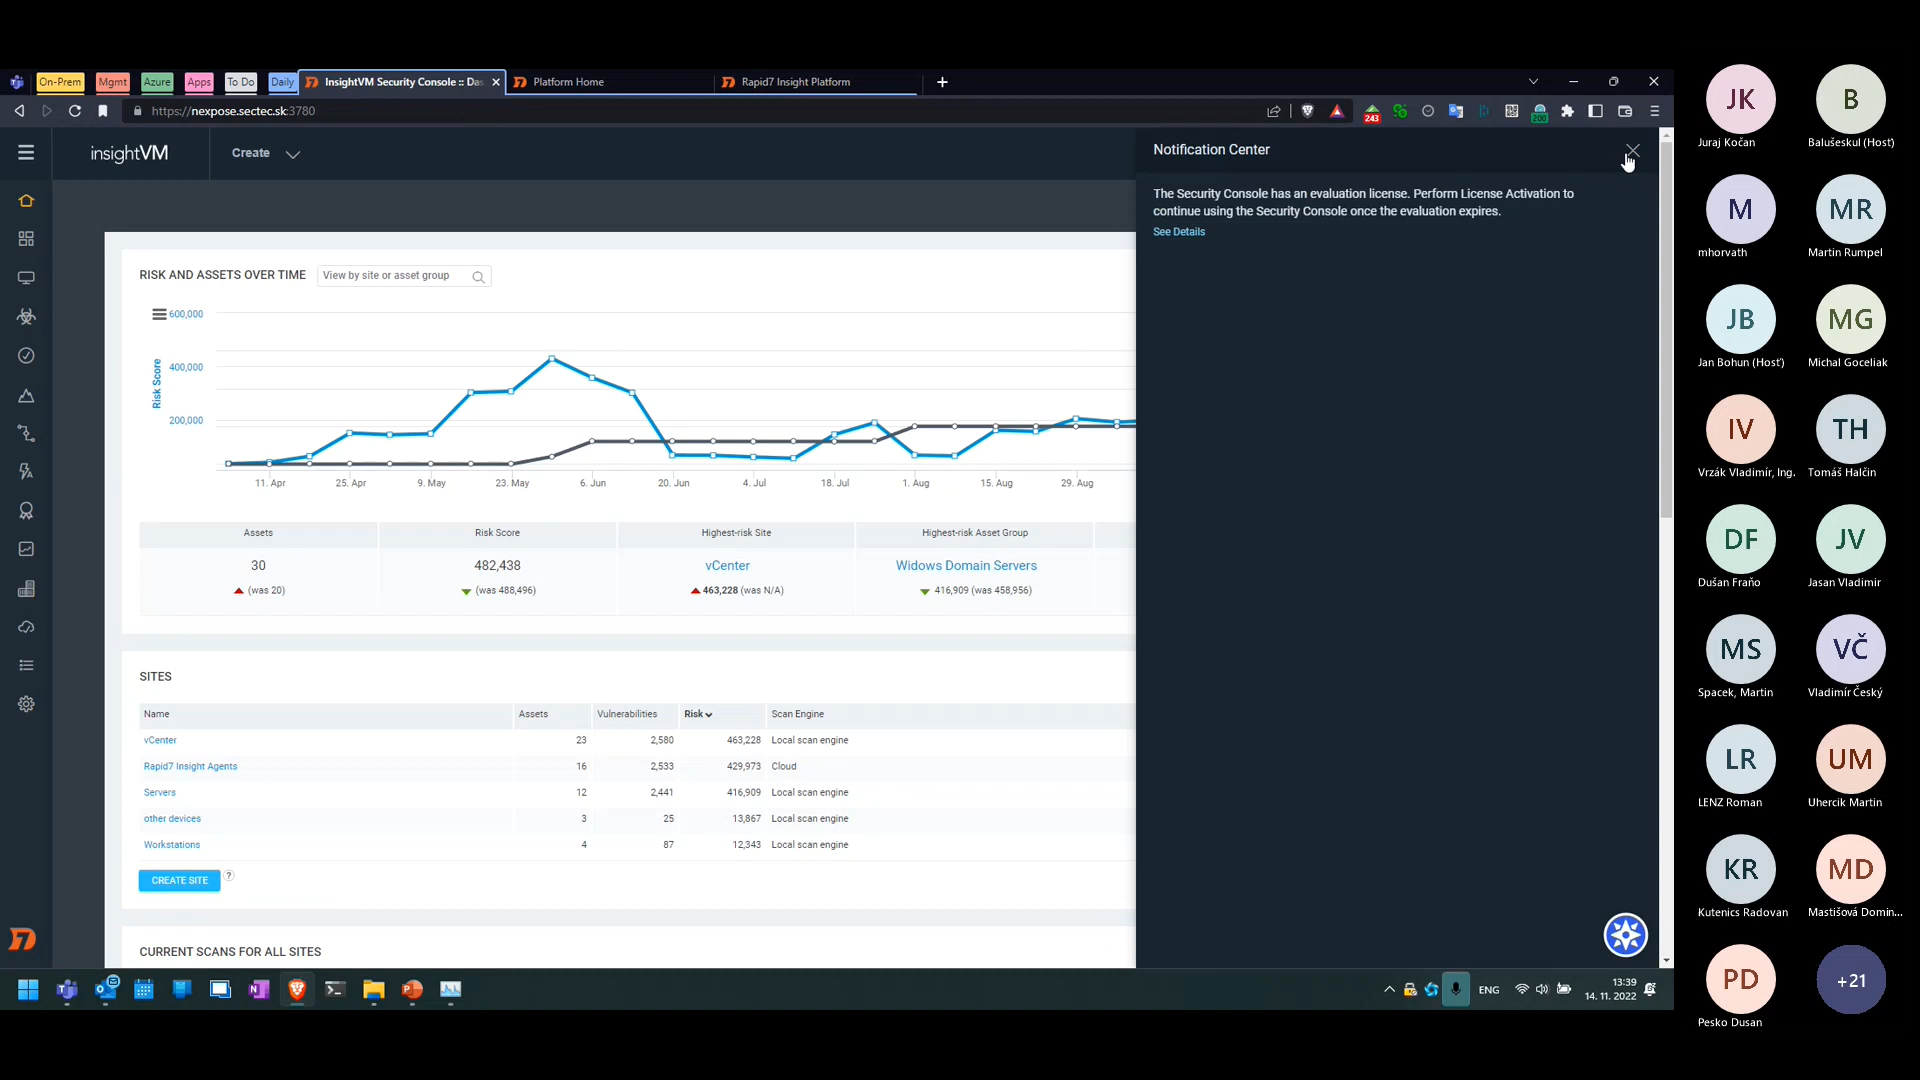 On-Prem
Mgmt
Azure
Apps
To Do
Daily
InsightVM Security Console :: Das
Platform Home
Rapid7 Insight Platform
https://nexpose.sectec.sk:3780
243
200
insightVM
Create
Notification Center
The Security Console has an evaluation license. Perform License Activation to
continue using the Security Console once the evaluation expires.
See Details
RISK AND ASSETS OVER TIME
View by site or asset group
Risk Score
600,000
400,000
200,000
11. Apr
25. Apr
9. May
23. May
6. Jun
20. Jun
4. Jul
18. Jul
1. Aug
15. Aug
29. Aug
Assets
Risk Score
Highest-risk Site
Highest-risk Asset Group
30
482,438
vCenter
Widows Domain Servers
(was 20)
(was 488,496)
463,228 (was N/A)
416,909 (was 458,956)
SITES
Name Assets Vulnerabilities Risk Scan Engine
vCenter 23 2,580 463,228 Local scan engine
Rapid7 Insight Agents 16 2,533 429,973 Cloud
Servers 12 2,441 416,909 Local scan engine
other devices 3 25 13,867 Local scan engine
Workstations 4 87 12,343 Local scan engine
CREATE SITE
?
CURRENT SCANS FOR ALL SITES
ENG
13:39
14. 11. 2022
JK
Juraj Kočan
B
Balušeskul (Hosť)
M
mhorvath
MR
Martin Rumpel
JB
Jan Bohun (Hosť)
MG
Michal Goceliak
IV
Vrzák Vladimír, Ing.
TH
Tomáš Halčin
DF
Dušan Fraňo
JV
Jasan Vladimir
MS
Spacek, Martin
VČ
Vladimír Český
LR
LENZ Roman
UM
Uhercik Martin
KR
Kutenics Radovan
MD
Mastišová Domin...
PD
Pesko Dusan
+21